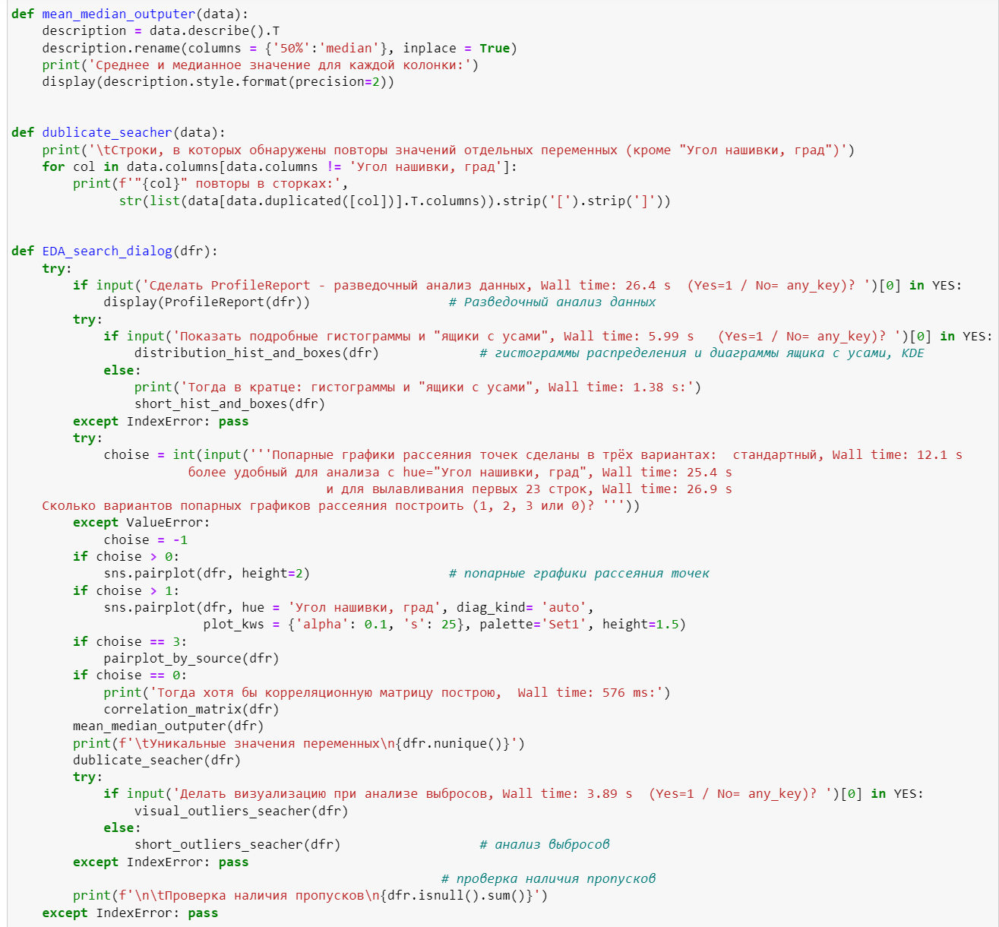 def mean_median_outputer(data):
    description = data.describe().T
    description.rename(columns = {'50%':'median'}, inplace = True)
    print('Среднее и медианное значение для каждой колонки:')
    display(description.style.format(precision=2))
def dublicate_seacher(data):
    print('\tСтроки, в которых обнаружены повторы значений отдельных переменных (кроме "Угол нашивки, град")')
    for col in data.columns[data.columns != 'Угол нашивки, град']:
        print(f'"{col}" повторы в сторках:',
              str(list(data[data.duplicated([col])].T.columns)).strip('[').strip(']'))
def EDA_search_dialog(dfr):
    try:
        if input('Сделать ProfileReport - разведочный анализ данных, Wall time: 26.4 s  (Yes=1 / No= any_key)? ')[0] in YES:
            display(ProfileReport(dfr))                  # Разведочный анализ данных
        try:
            if input('Показать подробные гистограммы и "ящики с усами", Wall time: 5.99 s   (Yes=1 / No= any_key)? ')[0] in YES:
                distribution_hist_and_boxes(dfr)             # гистограммы распределения и диаграммы ящика с усами, KDE
            else:
                print('Тогда в кратце: гистограммы и "ящики с усами", Wall time: 1.38 s:')
                short_hist_and_boxes(dfr)
        except IndexError: pass
        try:
            choise = int(input('''Попарные графики рассеяния точек сделаны в трёх вариантах:  стандартный, Wall time: 12.1 s
                       более удобный для анализа с hue="Угол нашивки, град", Wall time: 25.4 s
                                         и для вылавливания первых 23 строк, Wall time: 26.9 s
    Сколько вариантов попарных графиков рассеяния построить (1, 2, 3 или 0)? '''))
        except ValueError:
            choise = -1
        if choise > 0:
            sns.pairplot(dfr, height=2)                  # попарные графики рассеяния точек
        if choise > 1:
            sns.pairplot(dfr, hue = 'Угол нашивки, град', diag_kind= 'auto',
                         plot_kws = {'alpha': 0.1, 's': 25}, palette='Set1', height=1.5)
        if choise == 3:
            pairplot_by_source(dfr)
        if choise == 0:
            print('Тогда хотя бы корреляционную матрицу построю,  Wall time: 576 ms:')
            correlation_matrix(dfr)
        mean_median_outputer(dfr)
        print(f'\tУникальные значения переменных\n{dfr.nunique()}')
        dublicate_seacher(dfr)
        try:
            if input('Делать визуализацию при анализе выбросов, Wall time: 3.89 s  (Yes=1 / No= any_key)? ')[0] in YES:
                visual_outliers_seacher(dfr)
            else:
                short_outliers_seacher(dfr)                  # анализ выбросов
        except IndexError: pass
                                                        # проверка наличия пропусков
        print(f'\n\tПроверка наличия пропусков\n{dfr.isnull().sum()}')
    except IndexError: pass